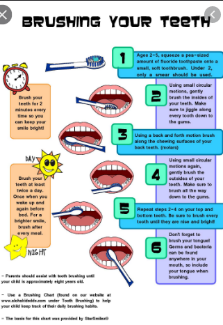 BRUSHING YOUR TEETH
1
Ages 2-5, squeeze a pea-sized
amount of fluoride toothpaste onto a
small, soft toothbrush. Under 2,
only a smear should be used.
Brush your
teeth for 2
minutes every
time so you
can keep your
smile bright!
2
Using small circular
motions, gently
brush the insides of
your teeth. Make
sure to jiggle along
every tooth down to
the gums.
3
Using a back and forth motion brush
along the chewing surfaces of your
back teeth. (molars)
DAY
Brush your
teeth at least
twice a day.
Once when you
wake up and
again before
bed. For a
brighter smile,
brush after
every meal.
NIGHT
4
Using small circular
motions again,
gently brush the
outsides of your
teeth. Make sure to
brush all the way
down to the gums.
5
Repeat steps 2-4 on your top and
bottom teeth. Be sure to brush every
tooth until they are nice and bright!
6
Don't forget to
brush your tongue!
Germs and bacteria
can be found
anywhere in your
mouth, so include
your tongue when
brushing.
- Parents should assist with teeth brushing until
your child is approximately eight years old.
- Use a Brushing Chart (found on our website at
under Tooth Brushing) to help
your child keep track of their daily brushing habits.
- The teeth for this chart was provided by